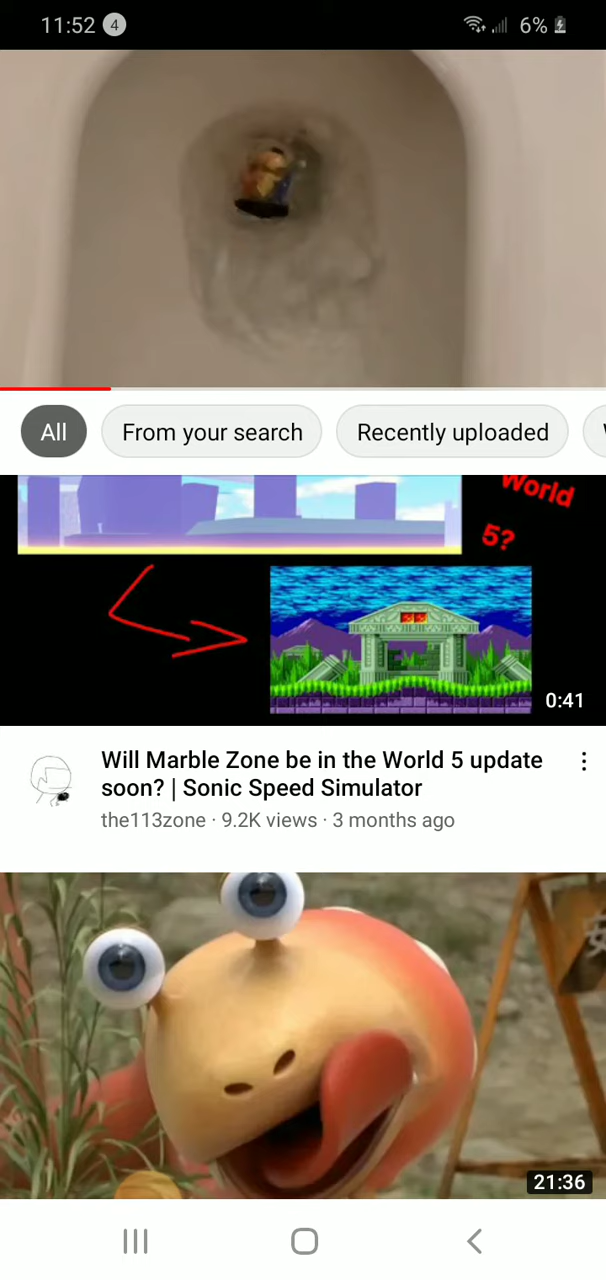 11:52 4 6%
All From your search Recently uploaded
World
5?
0:41
Will Marble Zone be in the World 5 update
soon? | Sonic Speed Simulator
the113zone · 9.2K views · 3 months ago
21:36